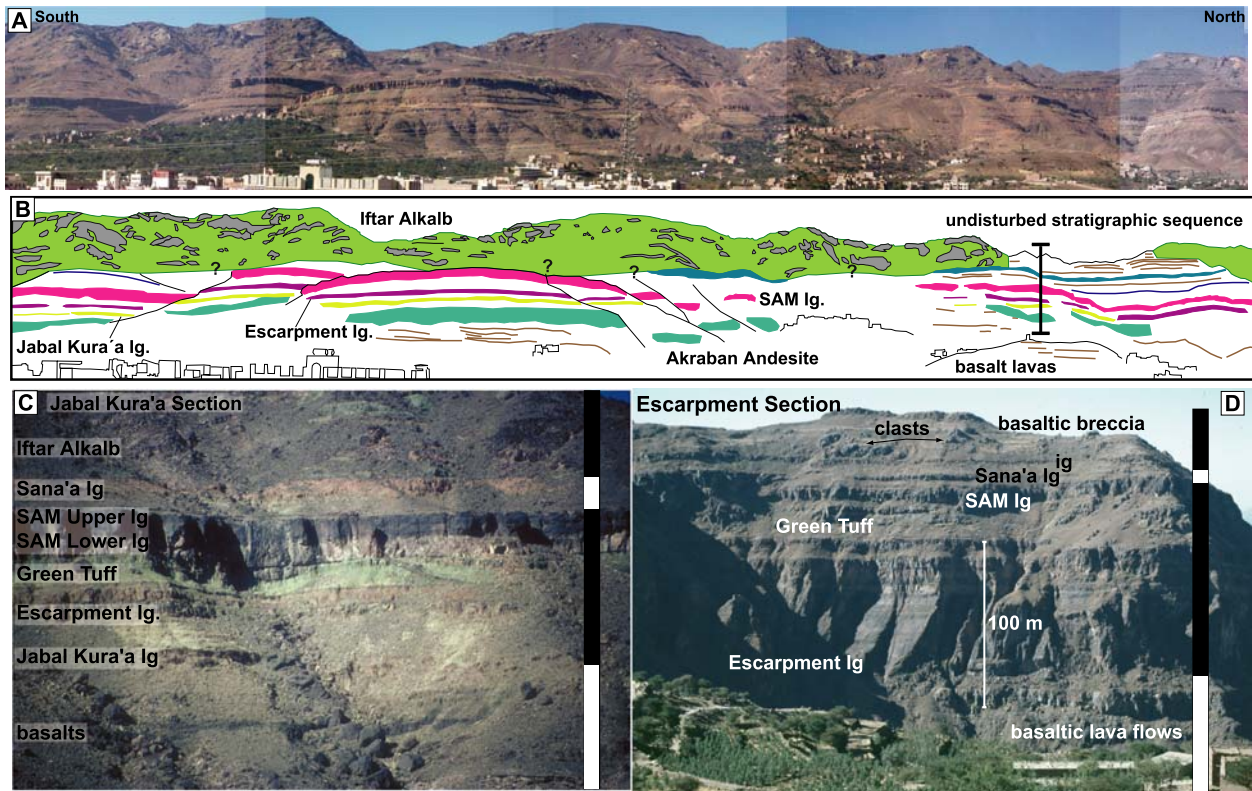 A
South
North
B
Iftar Alkalb
undisturbed stratigraphic sequence
?
?
?
?
SAM Ig.
Escarpment Ig.
Jabal Kura´a Ig.
Akraban Andesite
basalt lavas
C
Jabal Kura'a Section
Iftar Alkalb
Sana'a Ig
SAM Upper Ig
SAM Lower Ig
Green Tuff
Escarpment Ig.
Jabal Kura'a Ig
basalts
Escarpment Section
D
clasts
basaltic breccia
ig
Sana'a Ig
SAM Ig
Green Tuff
100 m
Escarpment Ig
basaltic lava flows